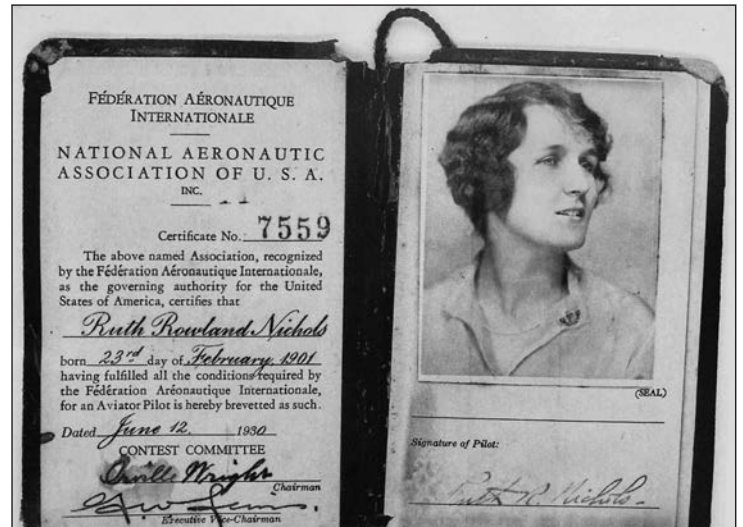 FÉDÉRATION AÉRONAUTIQUE
INTERNATIONALE
NATIONAL AERONAUTIC
ASSOCIATION OF U. S. A.
INC.
Certificate No. 7559
The above named Association, recognized
by the Fédération Aéronautique Internationale,
as the governing authority for the United
States of America, certifies that
Ruth Rowland Nichols
born 23rd day of February, 1901
having fulfilled all the conditions required by
the Fédération Aréonautique Internationale,
for an Aviator Pilot is hereby brevetted as such.
Dated June 12, 1930
CONTEST COMMITTEE
Orville Wright
Chairman
Executive Vice-Chairman
(SEAL)
Signature of Pilot:
Ruth R. Nichols